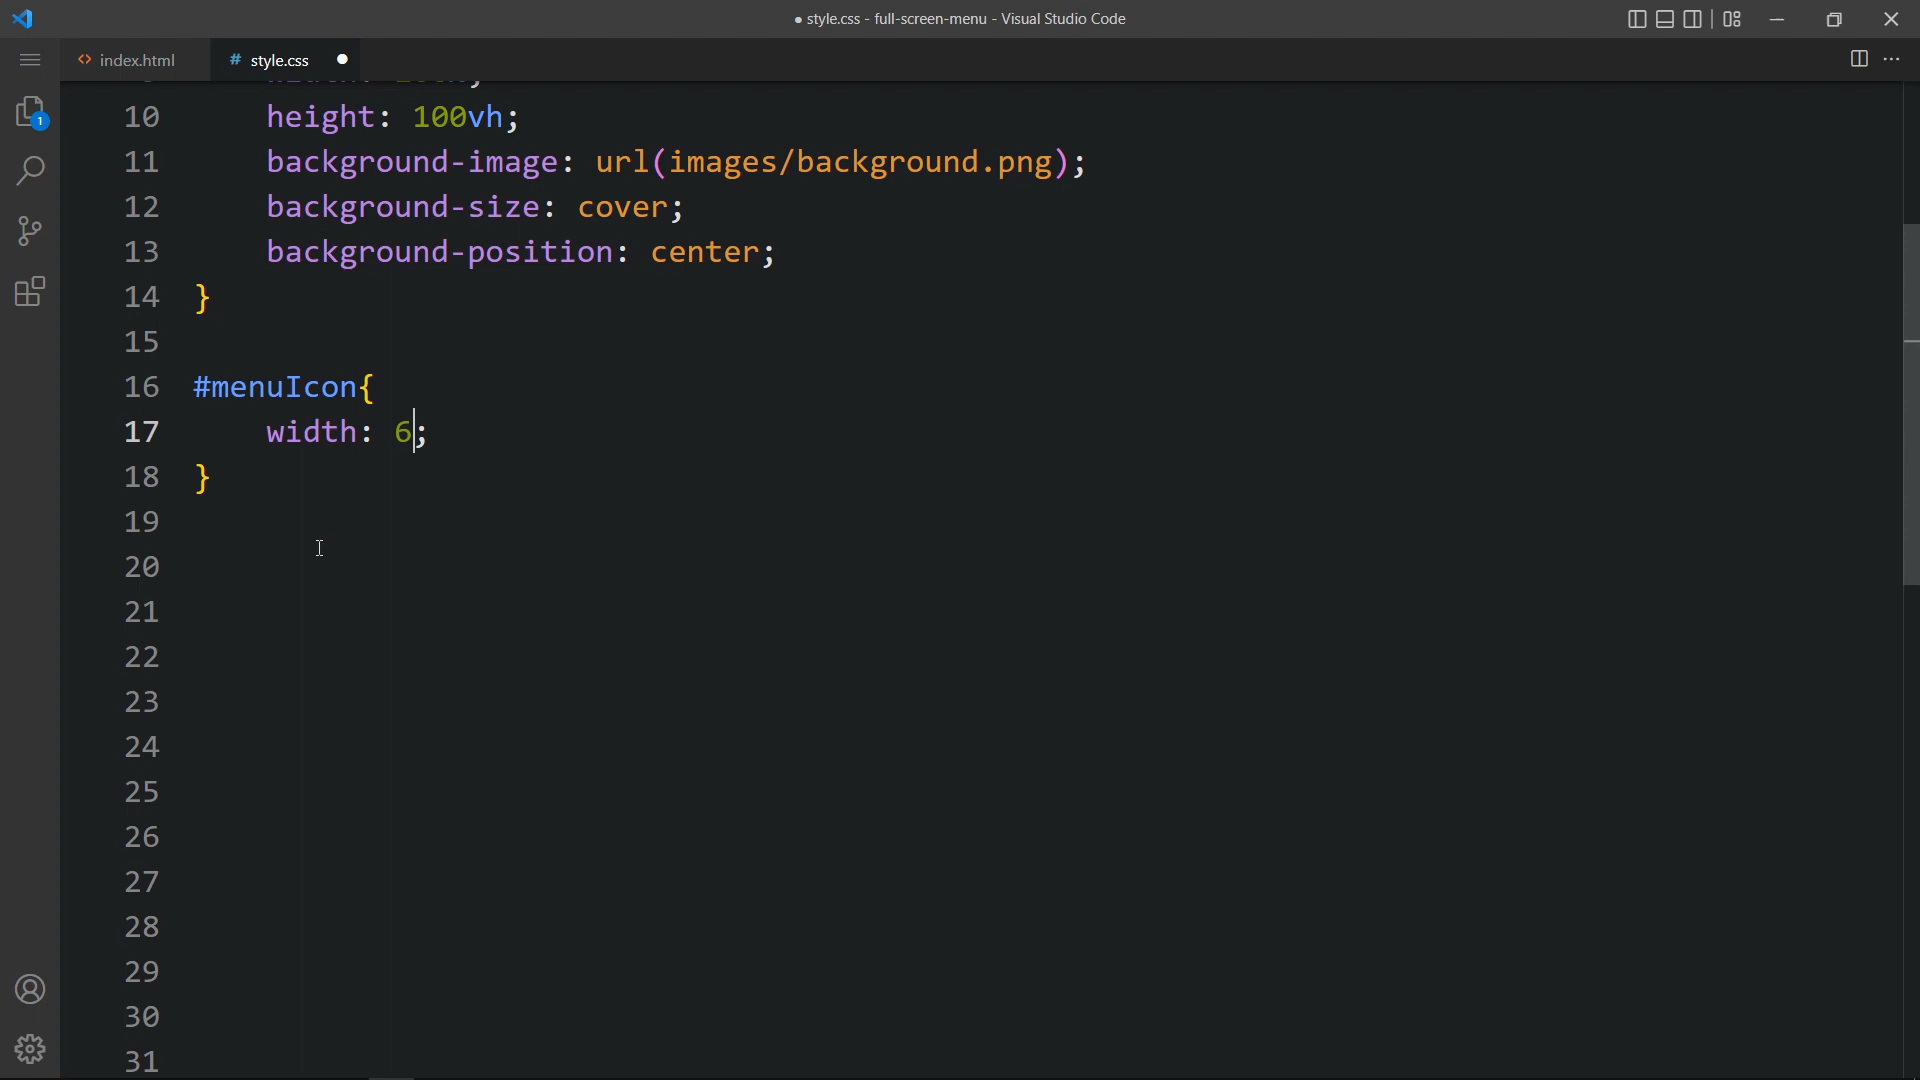 ● style.css - full-screen-menu - Visual Studio Code
index.html
# style.css ●
1
10 height: 100vh;
11 background-image: url(images/background.png);
12 background-size: cover;
13 background-position: center;
14 }
15
16 #menuIcon{
17 width: 6;
18 }
19
20
21
22
23
24
25
26
27
28
29
30
31